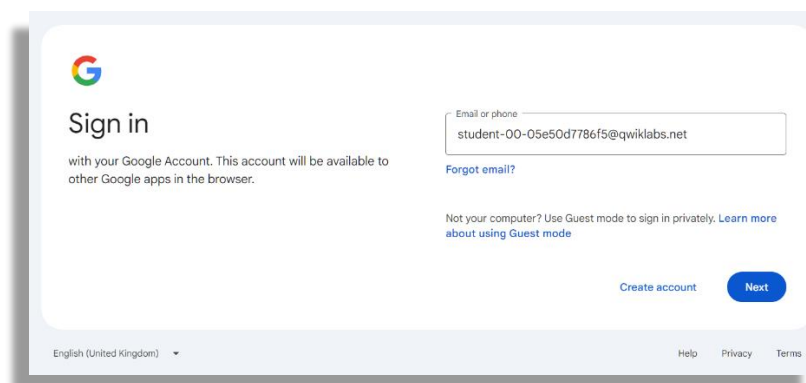 Sign in
with your Google Account. This account will be available to
other Google apps in the browser.
Email or phone
student-00-05e50d7786f5@qwiklabs.net
Forgot email?
Not your computer? Use Guest mode to sign in privately. Learn more
about using Guest mode
Create account
Next
English (United Kingdom)
Help
Privacy
Terms